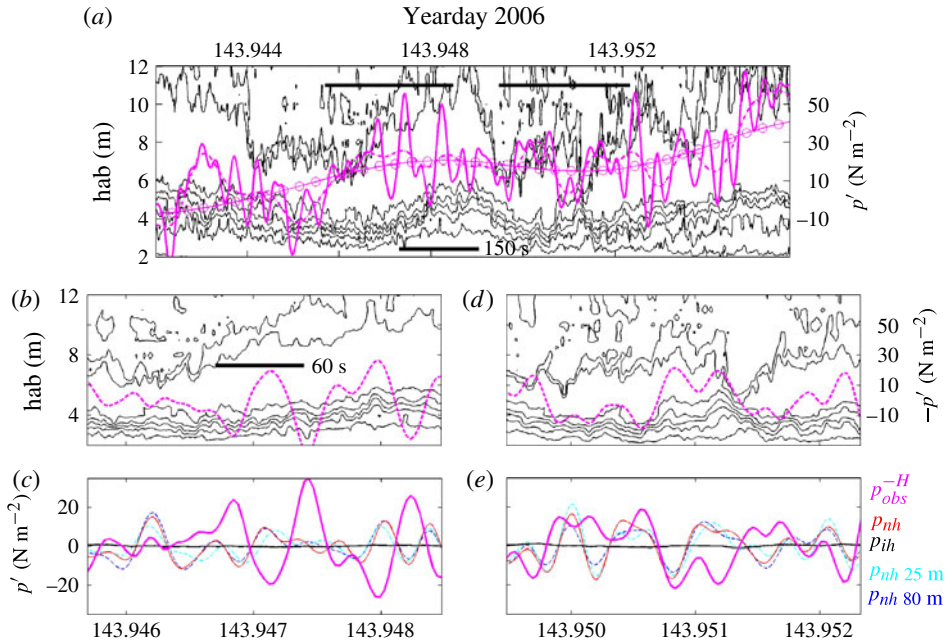 Yearday 2006
(a)
143.944 143.948 143.952
12
10
8
6
4
2
hab (m)
50
30
10
−10
p′ (N m−2)
150 s
(b)
12
8
4
hab (m)
60 s
(d)
50
30
10
−10
−p′ (N m−2)
(c)
20
0
−20
p′ (N m−2)
143.946 143.947 143.948
(e)
143.950 143.951 143.952
p−H obs
pnh
pih
pnh 25 m
pnh 80 m